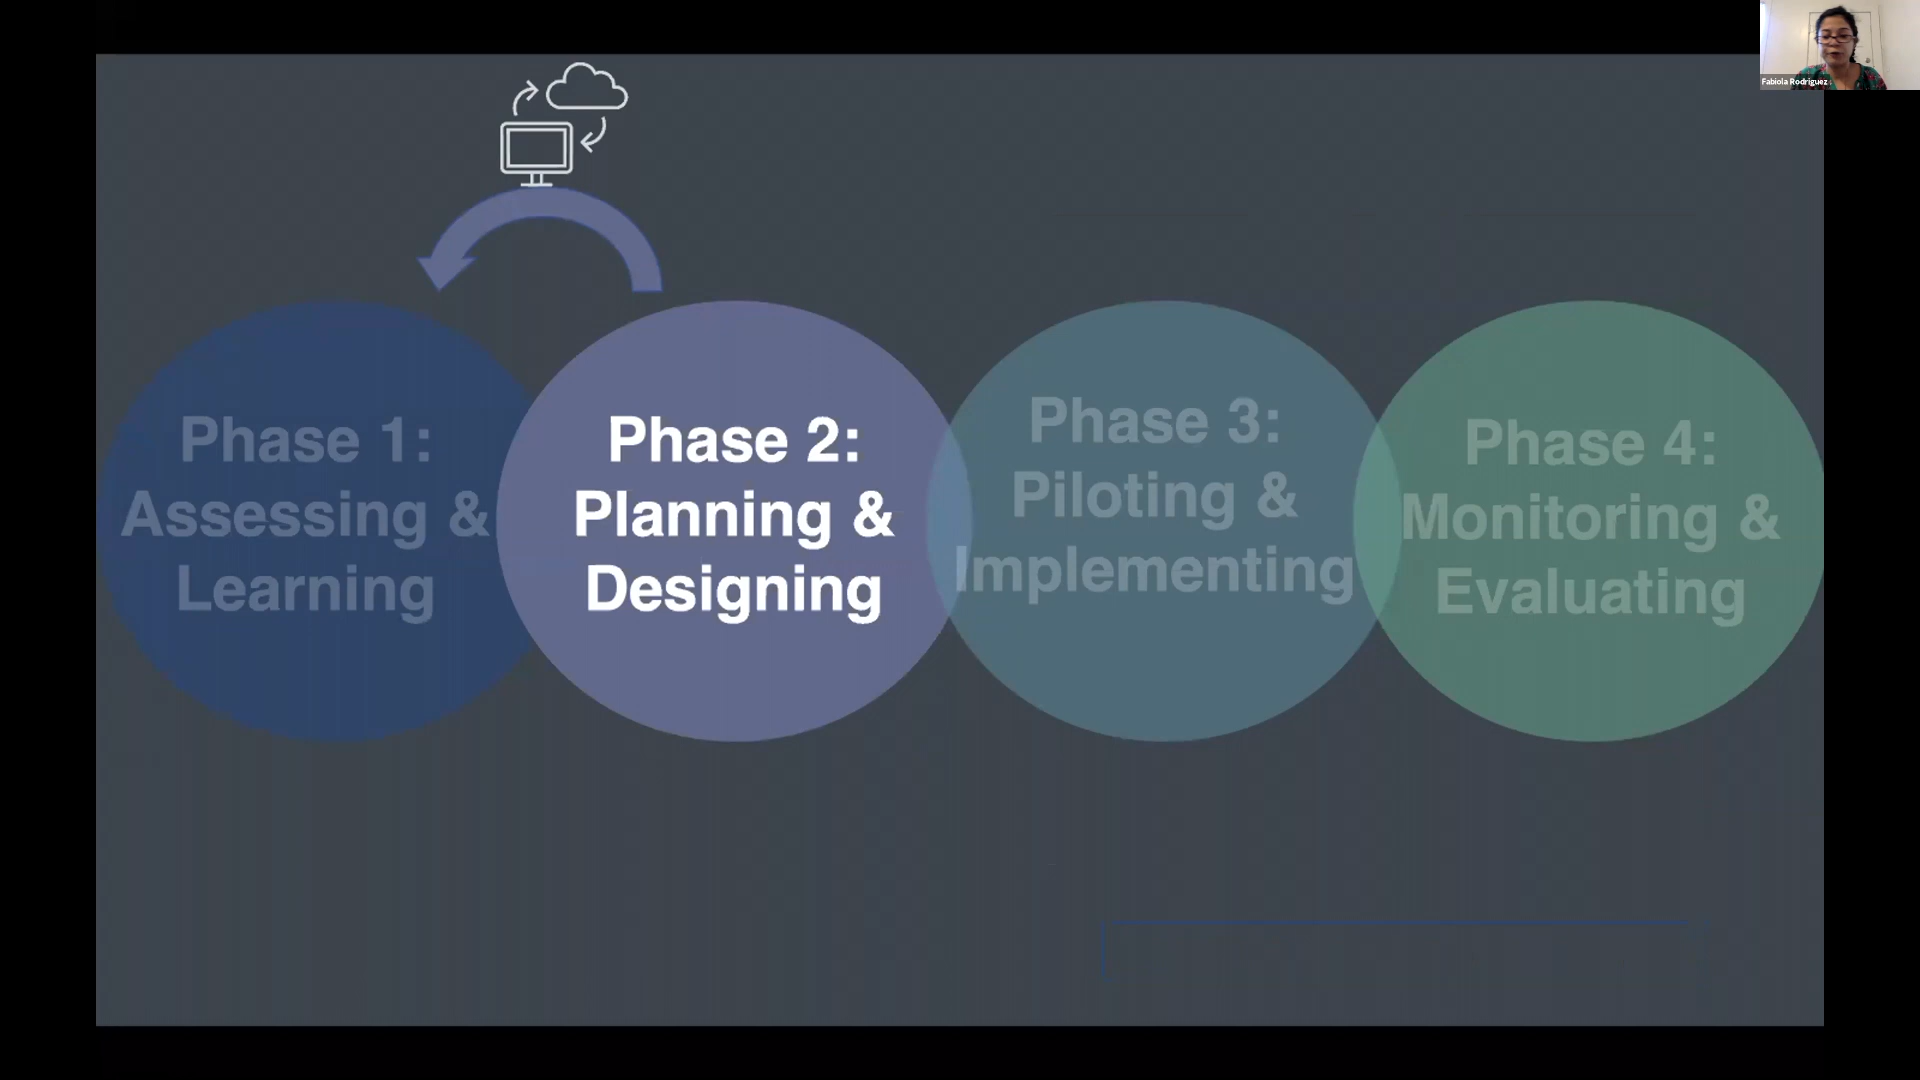 Fabiola Rodriguez
Phase 1:
Assessing &
Learning
Phase 2:
Planning &
Designing
Phase 3:
Piloting &
Implementing
Phase 4:
Monitoring &
Evaluating